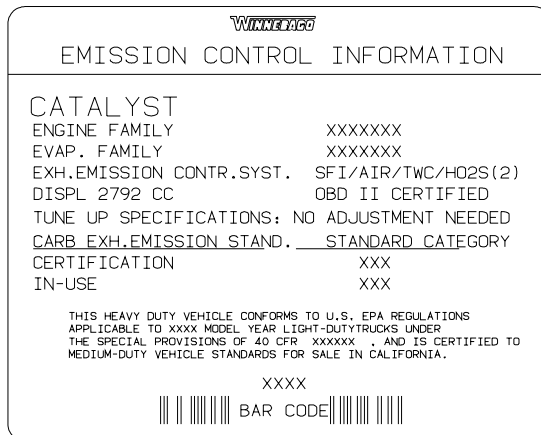 WINNEBAGO
EMISSION CONTROL INFORMATION
CATALYST
ENGINE FAMILY XXXXXXX
EVAP. FAMILY XXXXXXX
EXH.EMISSION CONTR.SYST. SFI/AIR/TWC/HO2S(2)
DISPL 2792 CC OBD II CERTIFIED
TUNE UP SPECIFICATIONS: NO ADJUSTMENT NEEDED
CARB EXH.EMISSION STAND. STANDARD CATEGORY
CERTIFICATION XXX
IN-USE XXX
THIS HEAVY DUTY VEHICLE CONFORMS TO U.S. EPA REGULATIONS
APPLICABLE TO XXXX MODEL YEAR LIGHT-DUTYTRUCKS UNDER
THE SPECIAL PROVISIONS OF 40 CFR XXXXXX . AND IS CERTIFIED TO
MEDIUM-DUTY VEHICLE STANDARDS FOR SALE IN CALIFORNIA.
XXXX
BAR CODE